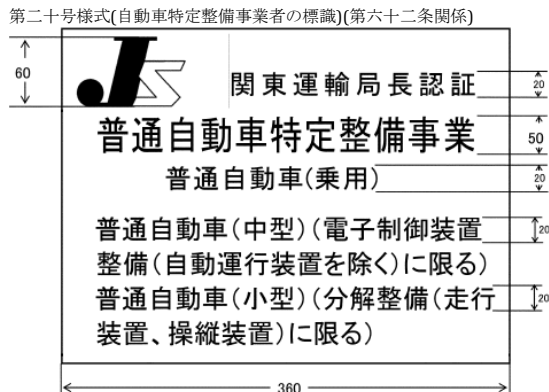 第二十号様式(自動車特定整備事業者の標識)(第六十二条関係)
60
関東運輸局長認証
20
普通自動車特定整備事業
50
普通自動車(乗用)
20
普通自動車(中型)(電子制御装置
20
整備(自動運行装置を除く)に限る)
普通自動車(小型)(分解整備(走行
20
装置、操縦装置)に限る)
360